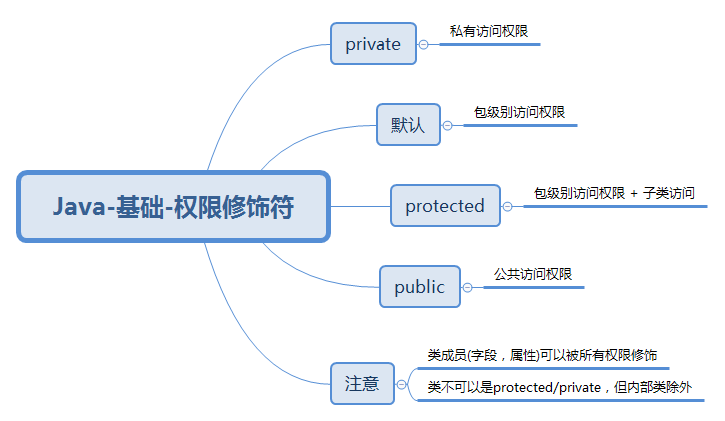 Java-基础-权限修饰符
private
私有访问权限
默认
包级别访问权限
protected
包级别访问权限 + 子类访问
public
公共访问权限
注意
类成员(字段，属性)可以被所有权限修饰
类不可以是protected/private，但内部类除外